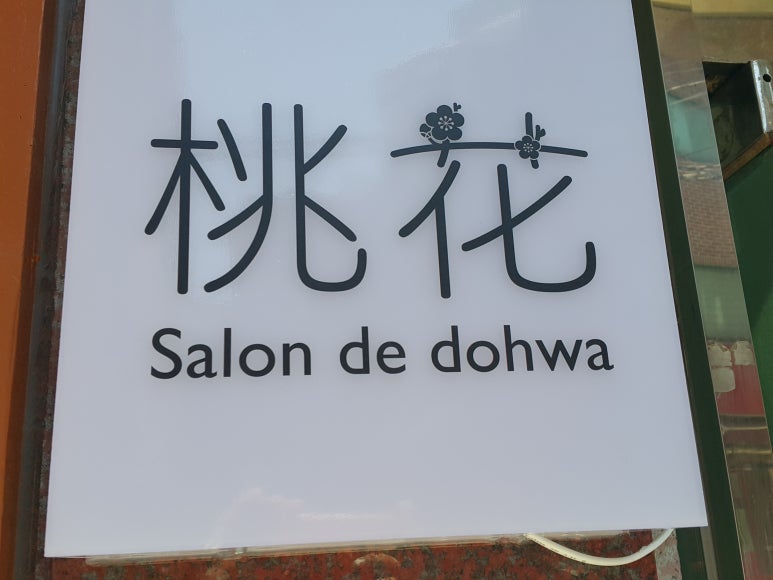 桃花
Salon de dohwa